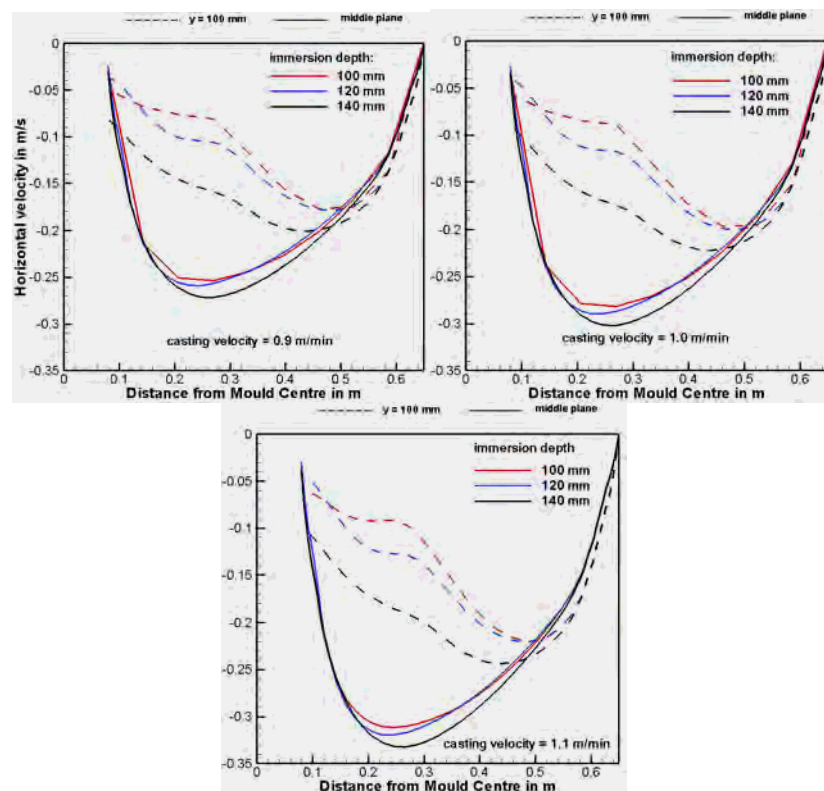 y = 100 mm middle plane
0
-0.05
-0.1
-0.15
-0.2
-0.25
-0.3
-0.35
Horizontal velocity in m/s
immersion depth:
100 mm
120 mm
140 mm
casting velocity = 0.9 m/min
0 0.1 0.2 0.3 0.4 0.5 0.6
Distance from Mould Centre in m
y = 100 mm middle plane
0
-0.05
-0.1
-0.15
-0.2
-0.25
-0.3
-0.35
immersion depth:
100 mm
120 mm
140 mm
casting velocity = 1.0 m/min
0 0.1 0.2 0.3 0.4 0.5 0.6
Distance from Mould Centre in m
y = 100 mm middle plane
0
-0.05
-0.1
-0.15
-0.2
-0.25
-0.3
-0.35
immersion depth
100 mm
120 mm
140 mm
casting velocity = 1.1 m/min
0 0.1 0.2 0.3 0.4 0.5 0.6
Distance from Mould Centre in m